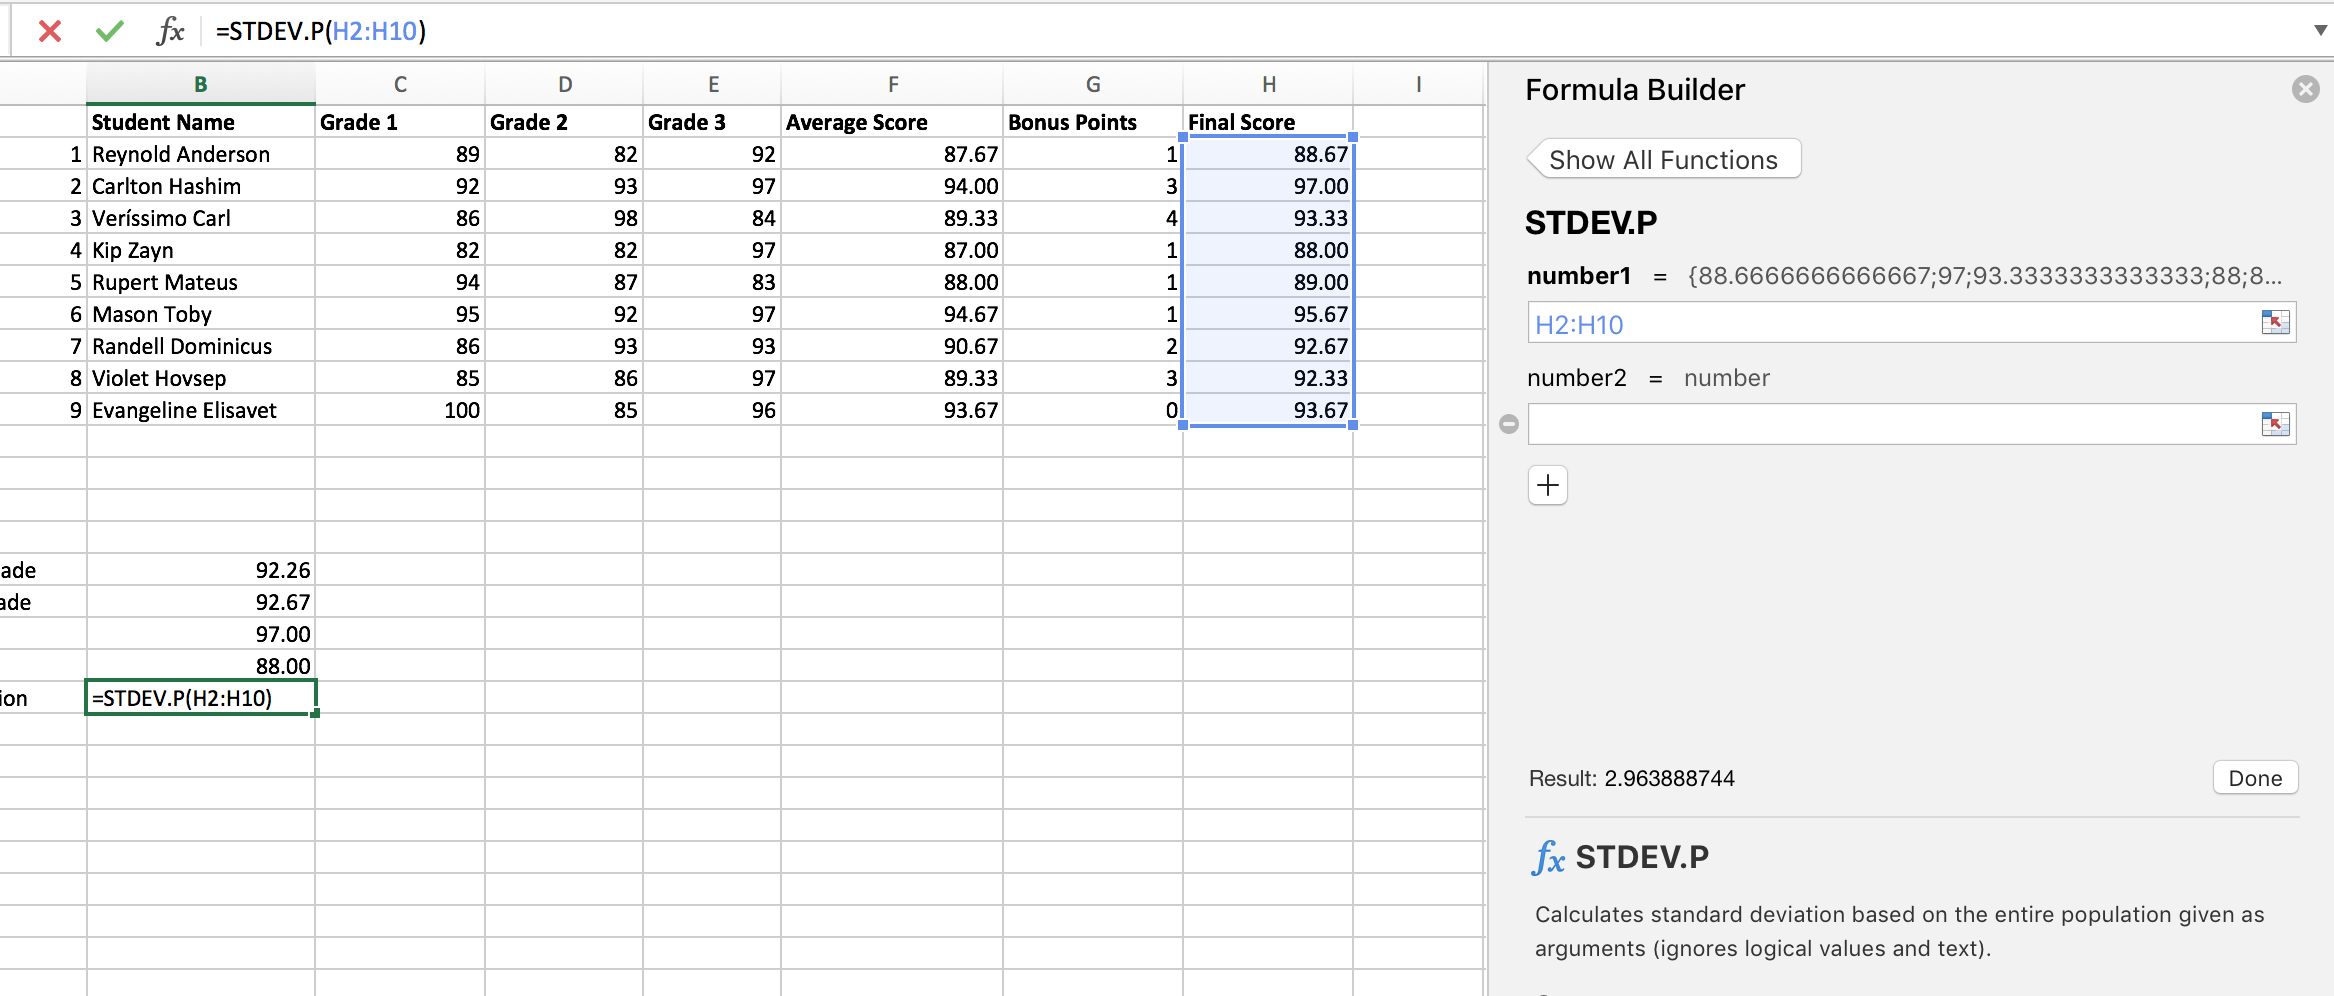 fx =STDEV.P(H2:H10)
B C D E F G H I
Student Name Grade 1 Grade 2 Grade 3 Average Score Bonus Points Final Score
1 Reynold Anderson 89 82 92 87.67 1 88.67
2 Carlton Hashim 92 93 97 94.00 3 97.00
3 Veríssimo Carl 86 98 84 89.33 4 93.33
4 Kip Zayn 82 82 97 87.00 1 88.00
5 Rupert Mateus 94 87 83 88.00 1 89.00
6 Mason Toby 95 92 97 94.67 1 95.67
7 Randell Dominicus 86 93 93 90.67 2 92.67
8 Violet Hovsep 85 86 97 89.33 3 92.33
9 Evangeline Elisavet 100 85 96 93.67 0 93.67
ade 92.26
ade 92.67
97.00
88.00
ion =STDEV.P(H2:H10)
Formula Builder
Show All Functions
STDEV.P
number1 = {88.6666666666667;97;93.3333333333333;88;8...
H2:H10
number2 = number
Result: 2.963888744
Done
fx STDEV.P
Calculates standard deviation based on the entire population given as
arguments (ignores logical values and text).